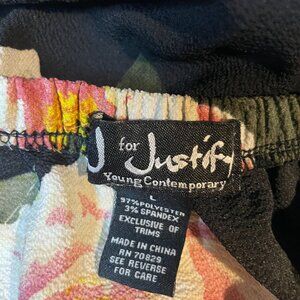 J for Justify
Young Contemporary
L
97% POLYESTER
3% SPANDEX
EXCLUSIVE OF
TRIMS
MADE IN CHINA
RN 70829
SEE REVERSE
FOR CARE